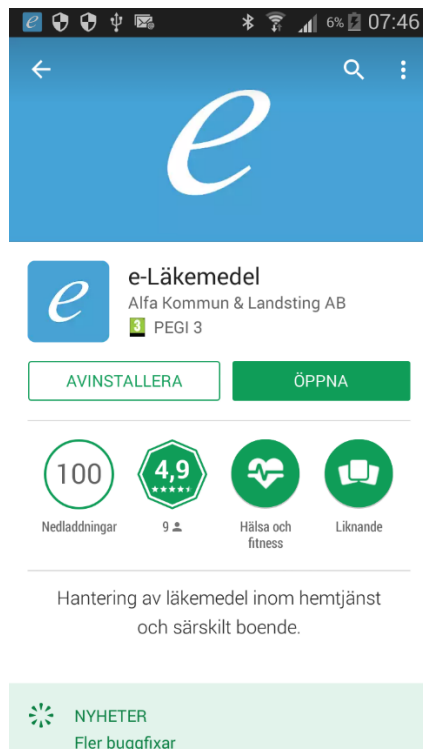 e
6% 07:46
e
e
e-Läkemedel
Alfa Kommun & Landsting AB
3 PEGI 3
AVINSTALLERA
ÖPPNA
100
4,9
Nedladdningar
9
Hälsa och
fitness
Liknande
Hantering av läkemedel inom hemtjänst
och särskilt boende.
NYHETER
Fler buggfixar